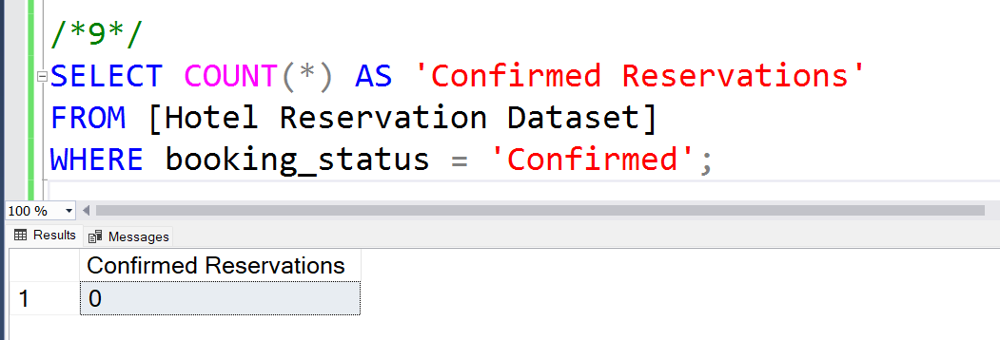 /*9*/
SELECT COUNT(*) AS 'Confirmed Reservations'
FROM [Hotel Reservation Dataset]
WHERE booking_status = 'Confirmed';
100 %
Results Messages
Confirmed Reservations
1 0